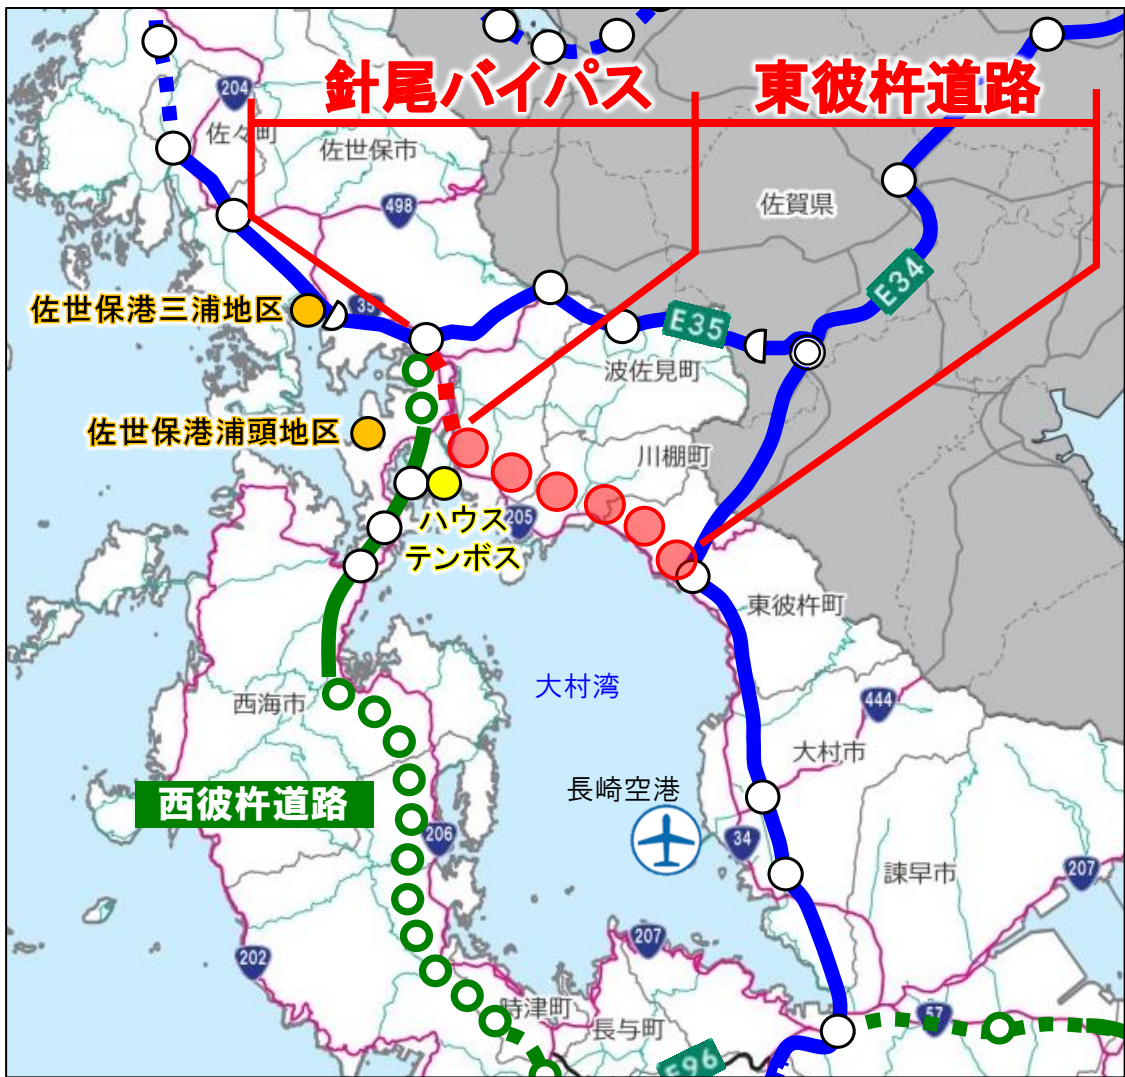 針尾バイパス
東彼杵道路
204
佐々町
佐世保市
498
佐賀県
E34
佐世保港三浦地区
35
E35
波佐見町
佐世保港浦頭地区
川棚町
ハウス
テンボス
205
東彼杵町
大村湾
西海市
444
大村市
長崎空港
西彼杵道路
206
34
諫早市
207
207
202
時津町
長与町
57
E96